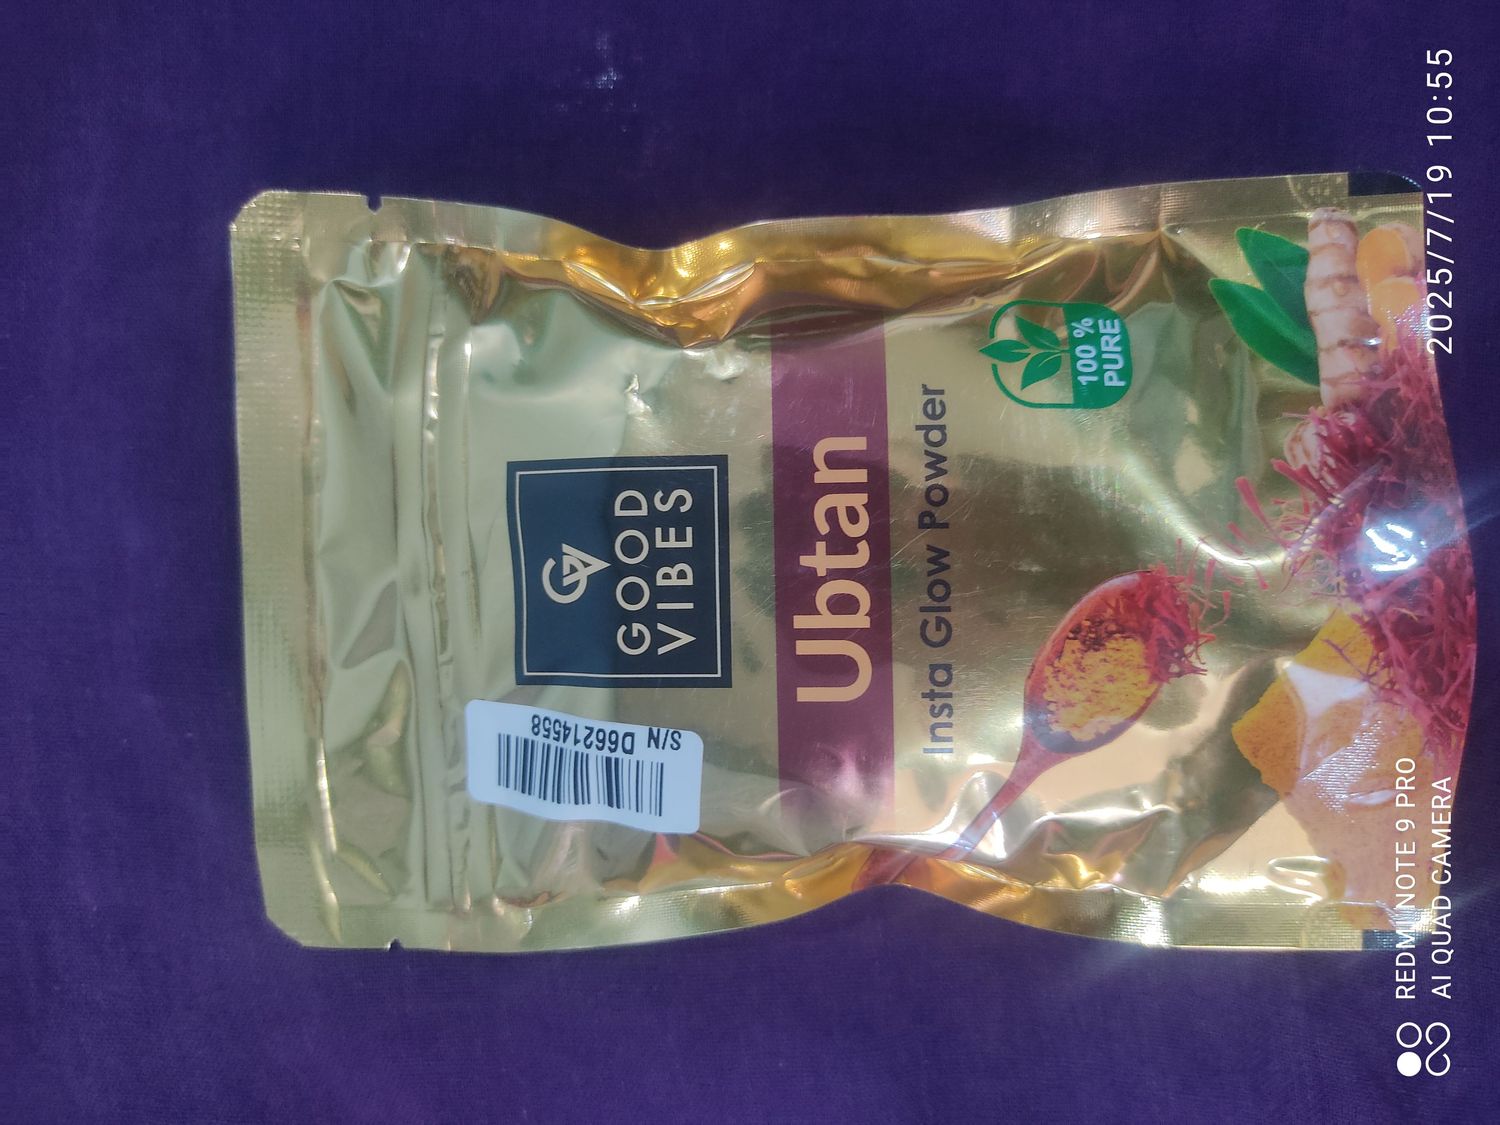 GOOD
VIBES
S/N D66214558
Ubtan
Insta Glow Powder
100 %
PURE
REDMI NOTE 9 PRO
AI QUAD CAMERA
2025/7/19 10:55